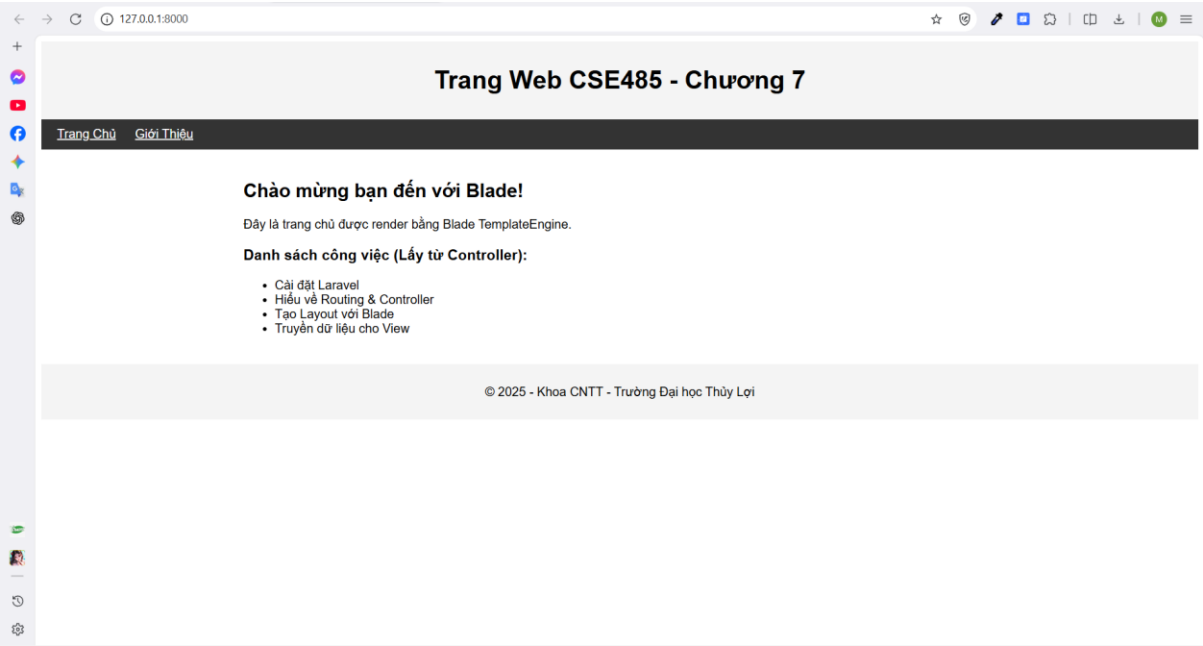 127.0.0.1:8000
M
Trang Web CSE485 - Chương 7
Trang Chủ Giới Thiệu
Chào mừng bạn đến với Blade!
Đây là trang chủ được render bằng Blade TemplateEngine.
Danh sách công việc (Lấy từ Controller):
• Cài đặt Laravel
• Hiểu về Routing & Controller
• Tạo Layout với Blade
• Truyền dữ liệu cho View
© 2025 - Khoa CNTT - Trường Đại học Thủy Lợi